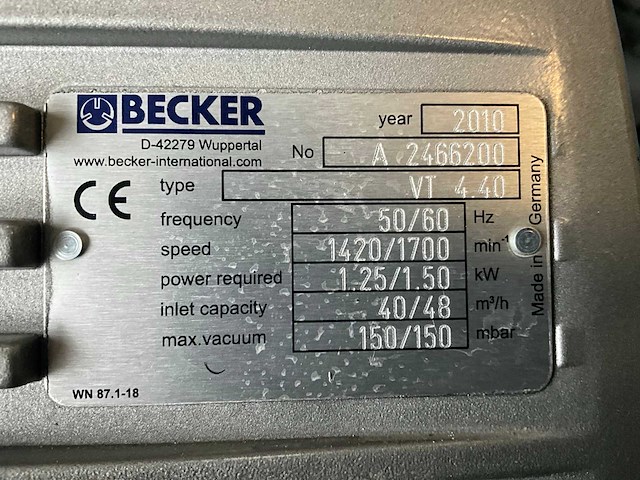 BECKER
D-42279 Wuppertal
www.becker-international.com
year 2010
No A 2466200
type VT 4.40
CE
frequency 50/60 Hz
speed 1420/1700 min-1
power required 1.25/1.50 kW
inlet capacity 40/48 m³/h
max.vacuum 150/150 mbar
Made in Germany
WN 87.1-18